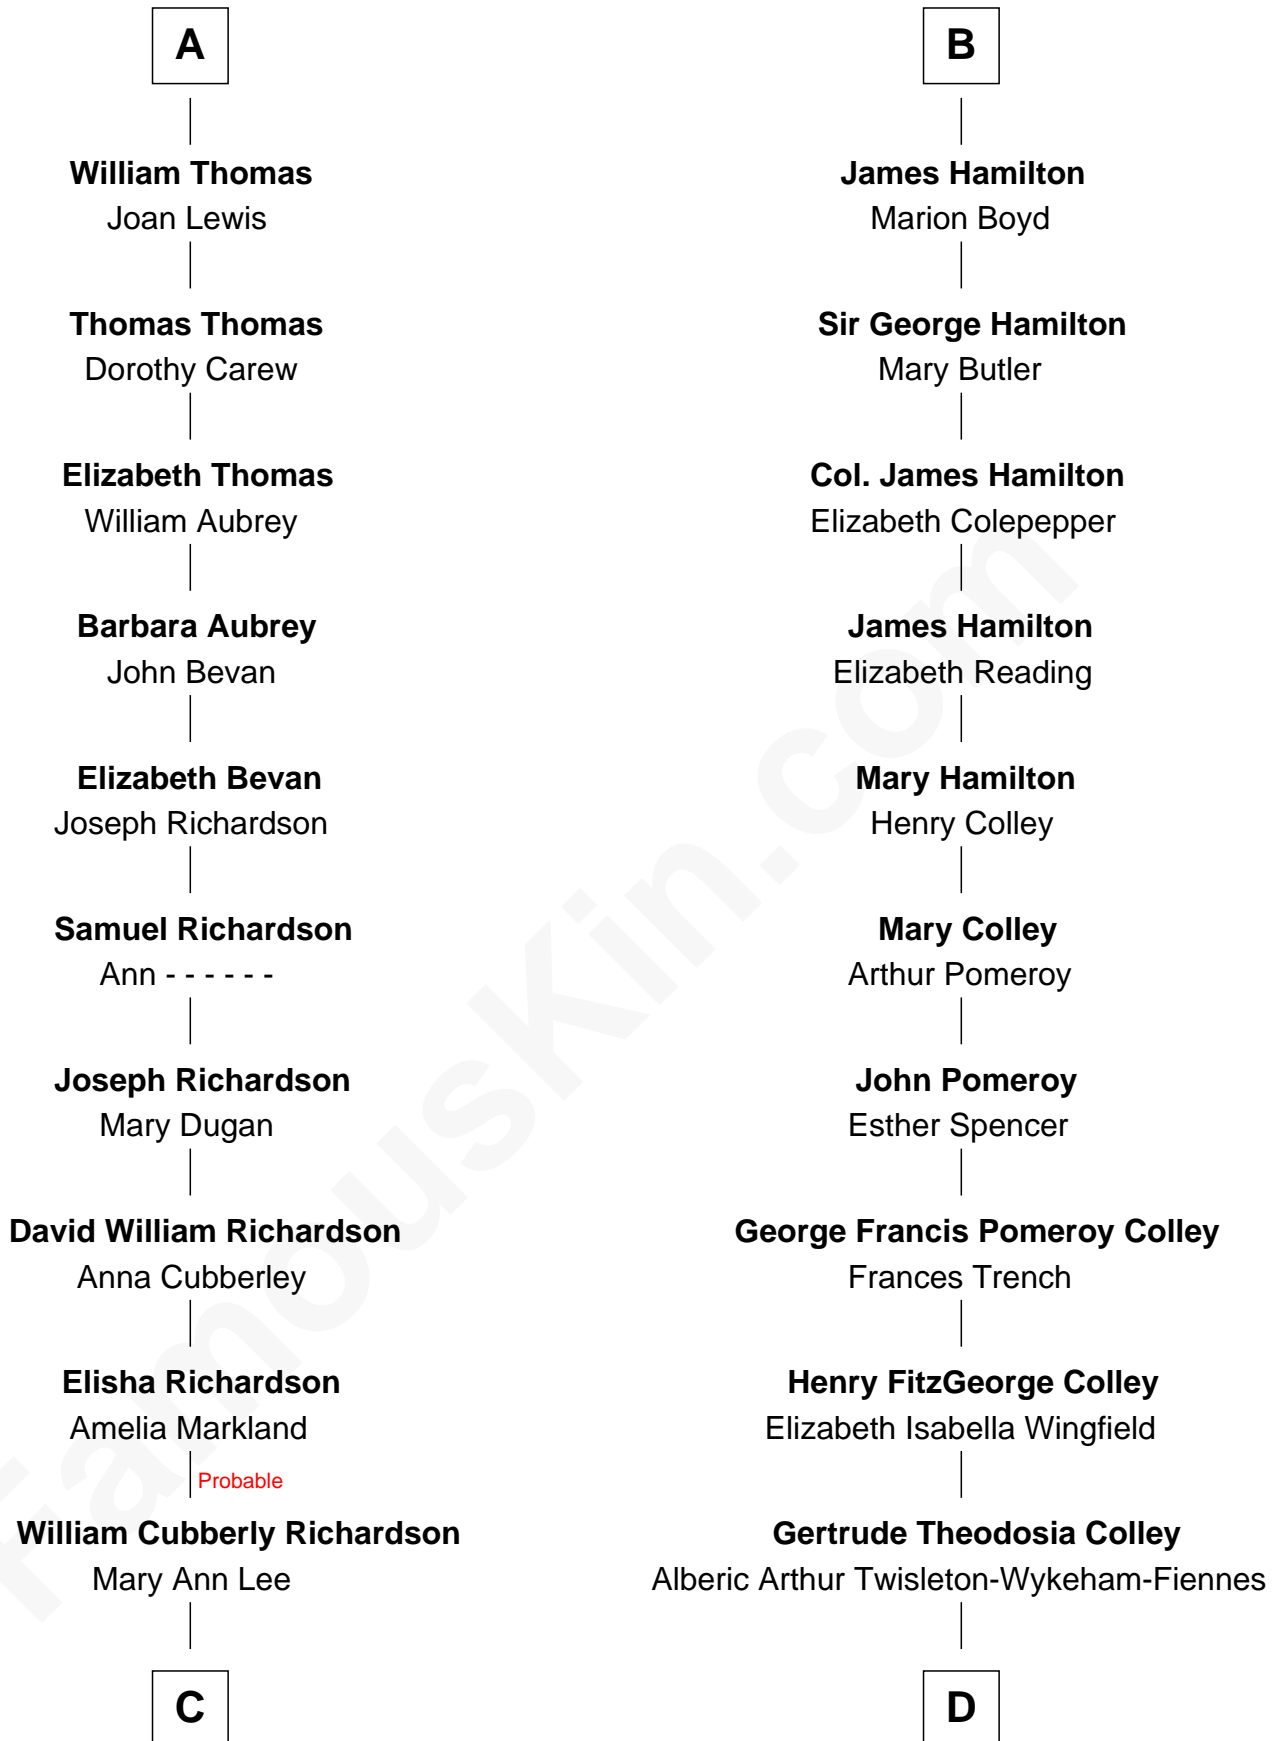 A
William Thomas
Joan Lewis
Thomas Thomas
Dorothy Carew
Elizabeth Thomas
William Aubrey
Barbara Aubrey
John Bevan
Elizabeth Bevan
Joseph Richardson
Samuel Richardson
Ann - - - - - -
Joseph Richardson
Mary Dugan
David William Richardson
Anna Cubberley
Elisha Richardson
Amelia Markland
Probable
William Cubberly Richardson
Mary Ann Lee
C
B
James Hamilton
Marion Boyd
Sir George Hamilton
Mary Butler
Col. James Hamilton
Elizabeth Colepepper
James Hamilton
Elizabeth Reading
Mary Hamilton
Henry Colley
Mary Colley
Arthur Pomeroy
John Pomeroy
Esther Spencer
George Francis Pomeroy Colley
Frances Trench
Henry FitzGeorge Colley
Elizabeth Isabella Wingfield
Gertrude Theodosia Colley
Alberic Arthur Twisleton-Wykeham-Fiennes
D
FamousKin.com